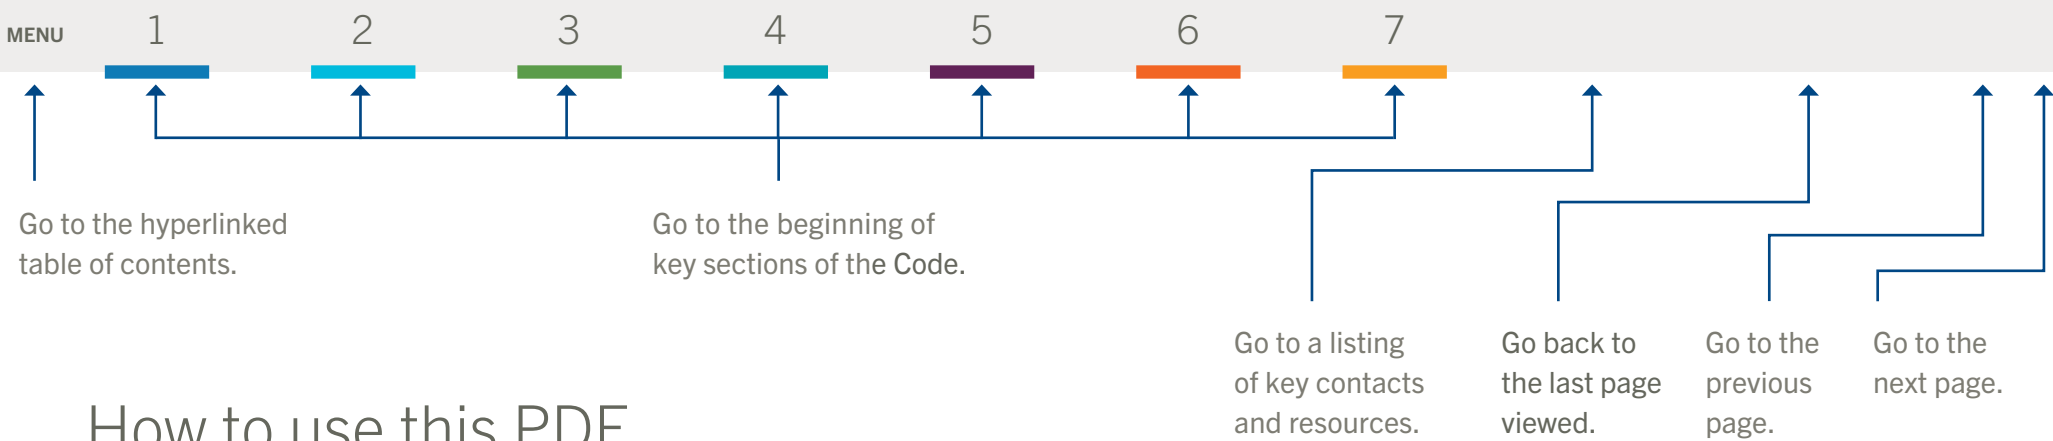 MENU 1 2 3 4 5 6 7
Go to the hyperlinked
table of contents.
Go to the beginning of
key sections of the Code.
Go to a listing
of key contacts
and resources.
Go back to
the last page
viewed.
Go to the
previous
page.
Go to the
next page.
How to use this PDF